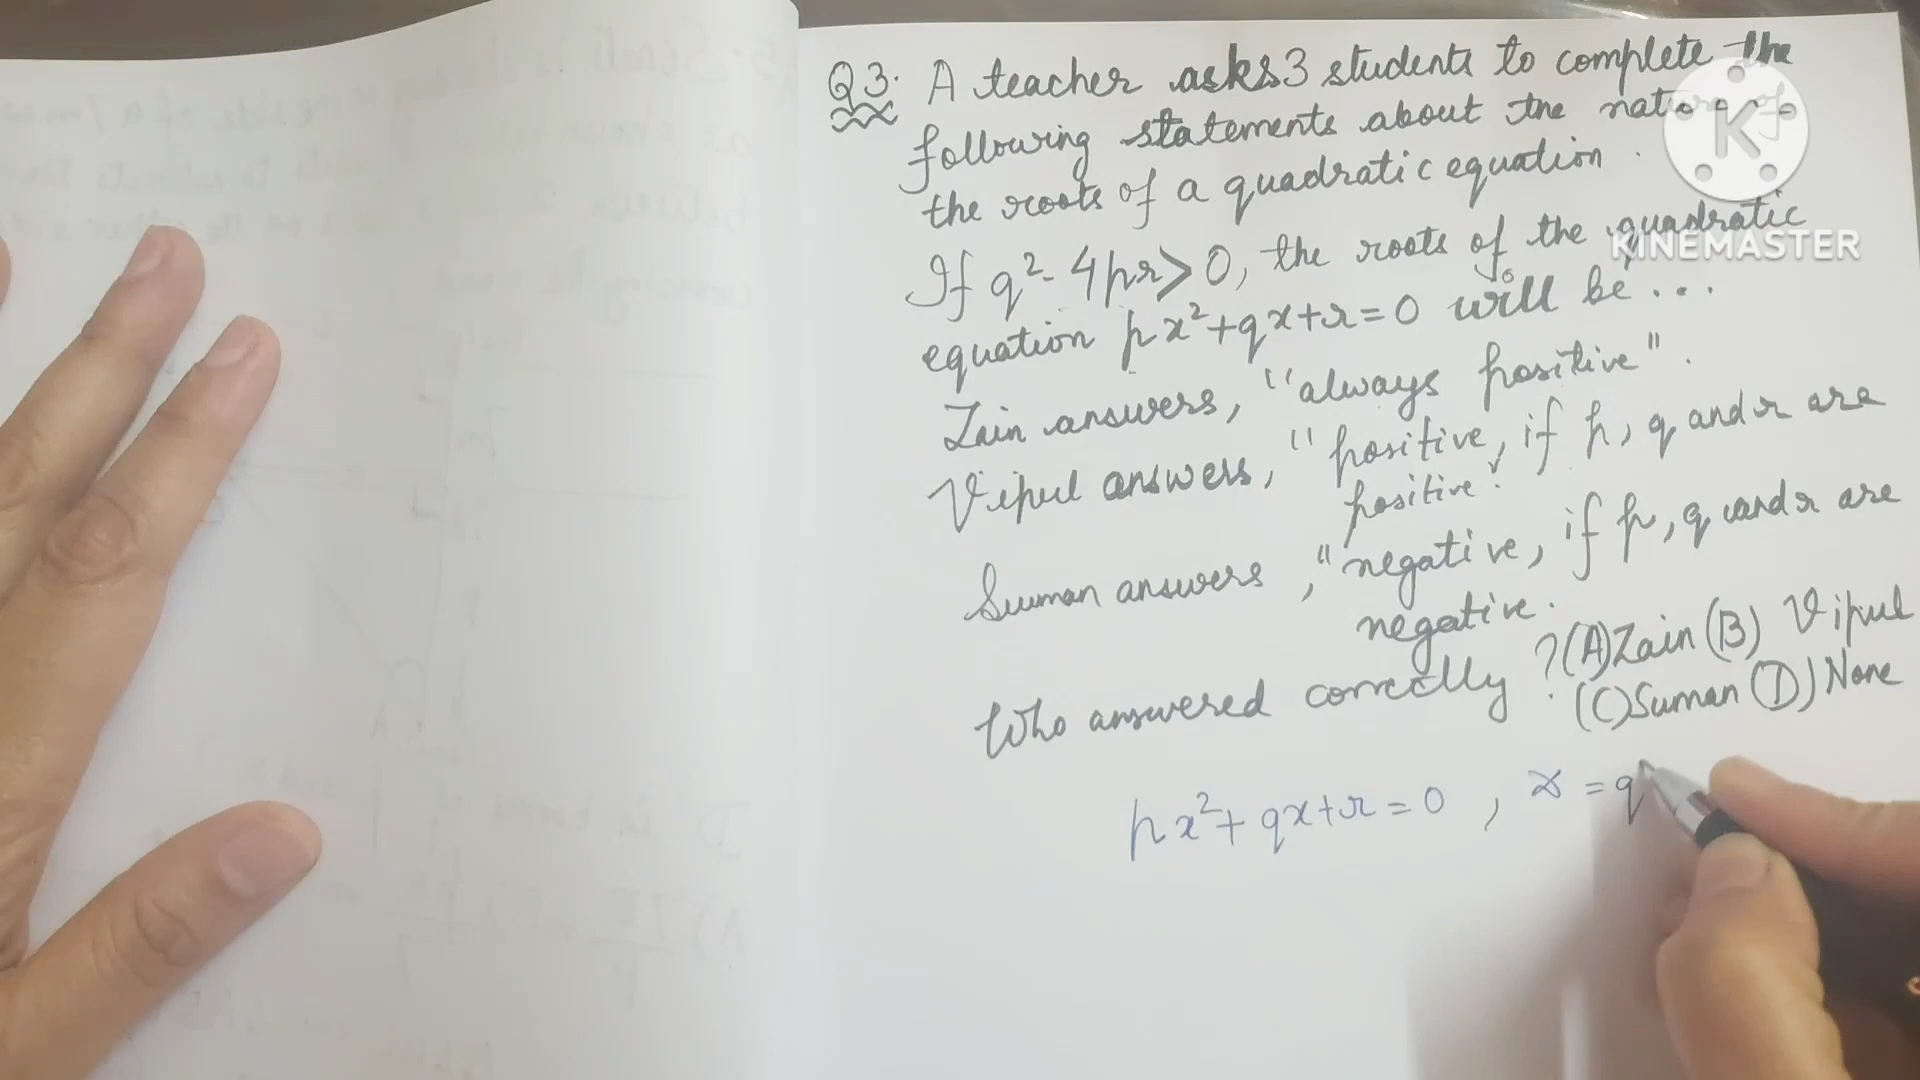 Q3. A teacher asks 3 students to complete the
following statements about the nature of
the roots of a quadratic equation.
If q²-4pr>0, the roots of the quadratic
KINEMASTER
equation px²+qx+r=0 will be...
Zain answers, "always positive".
Vipul answers, "positive, if p, q and r are
positive".
Suman answers, "negative, if p, q and r are
negative.
Who answered correctly? (A) Zain (B) Vipul
(C) Suman (D) None
px²+qx+r=0, x = q